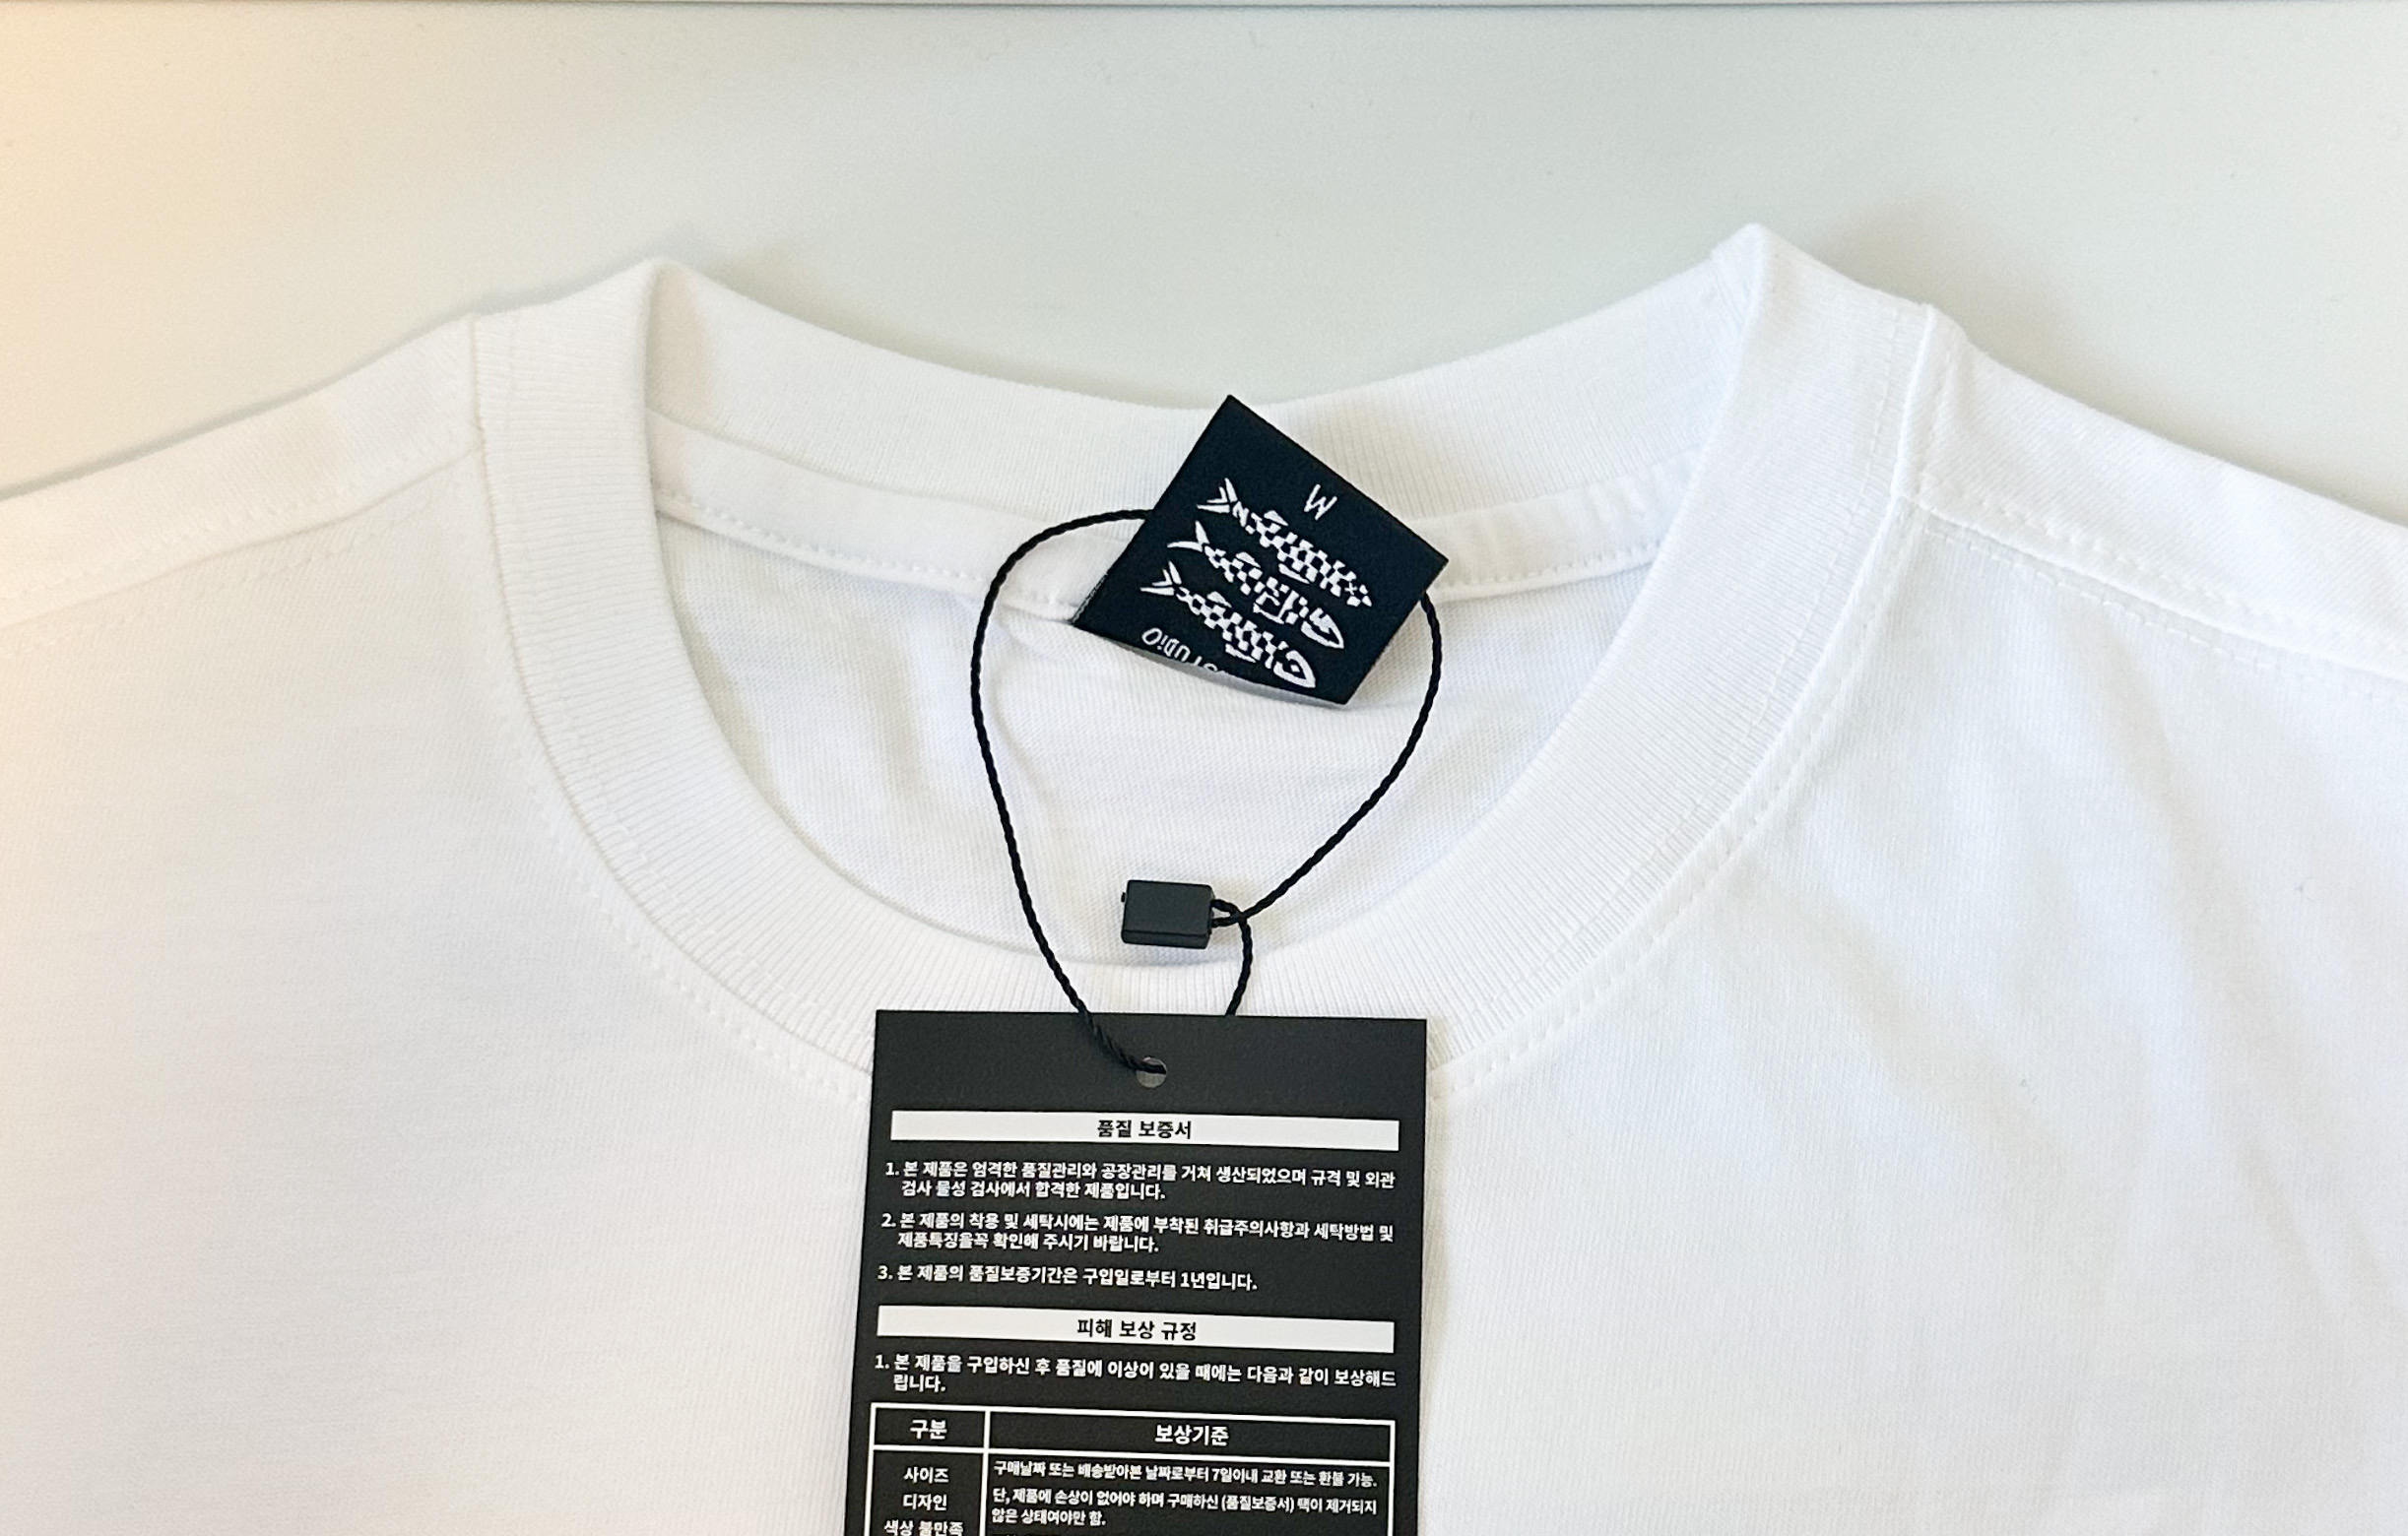 M
STUDiO
품질 보증서
1. 본 제품은 엄격한 품질관리와 공장관리를 거쳐 생산되었으며 규격 및 외관
검사 물성 검사에서 합격한 제품입니다.
2. 본 제품의 착용 및 세탁시에는 제품에 부착된 취급주의사항과 세탁방법 및
제품특징을꼭 확인해 주시기 바랍니다.
3. 본 제품의 품질보증기간은 구입일로부터 1년입니다.
피해 보상 규정
1. 본 제품을 구입하신 후 품질에 이상이 있을 때에는 다음과 같이 보상해드
립니다.
구분 보상기준
사이즈 구매날짜 또는 배송받아본 날짜로부터 7일이내 교환 또는 환불 가능.
디자인 단, 제품에 손상이 없어야 하며 구매하신 (품질보증서) 택이 제거되지
색상 불만족 않은 상태여야만 함.